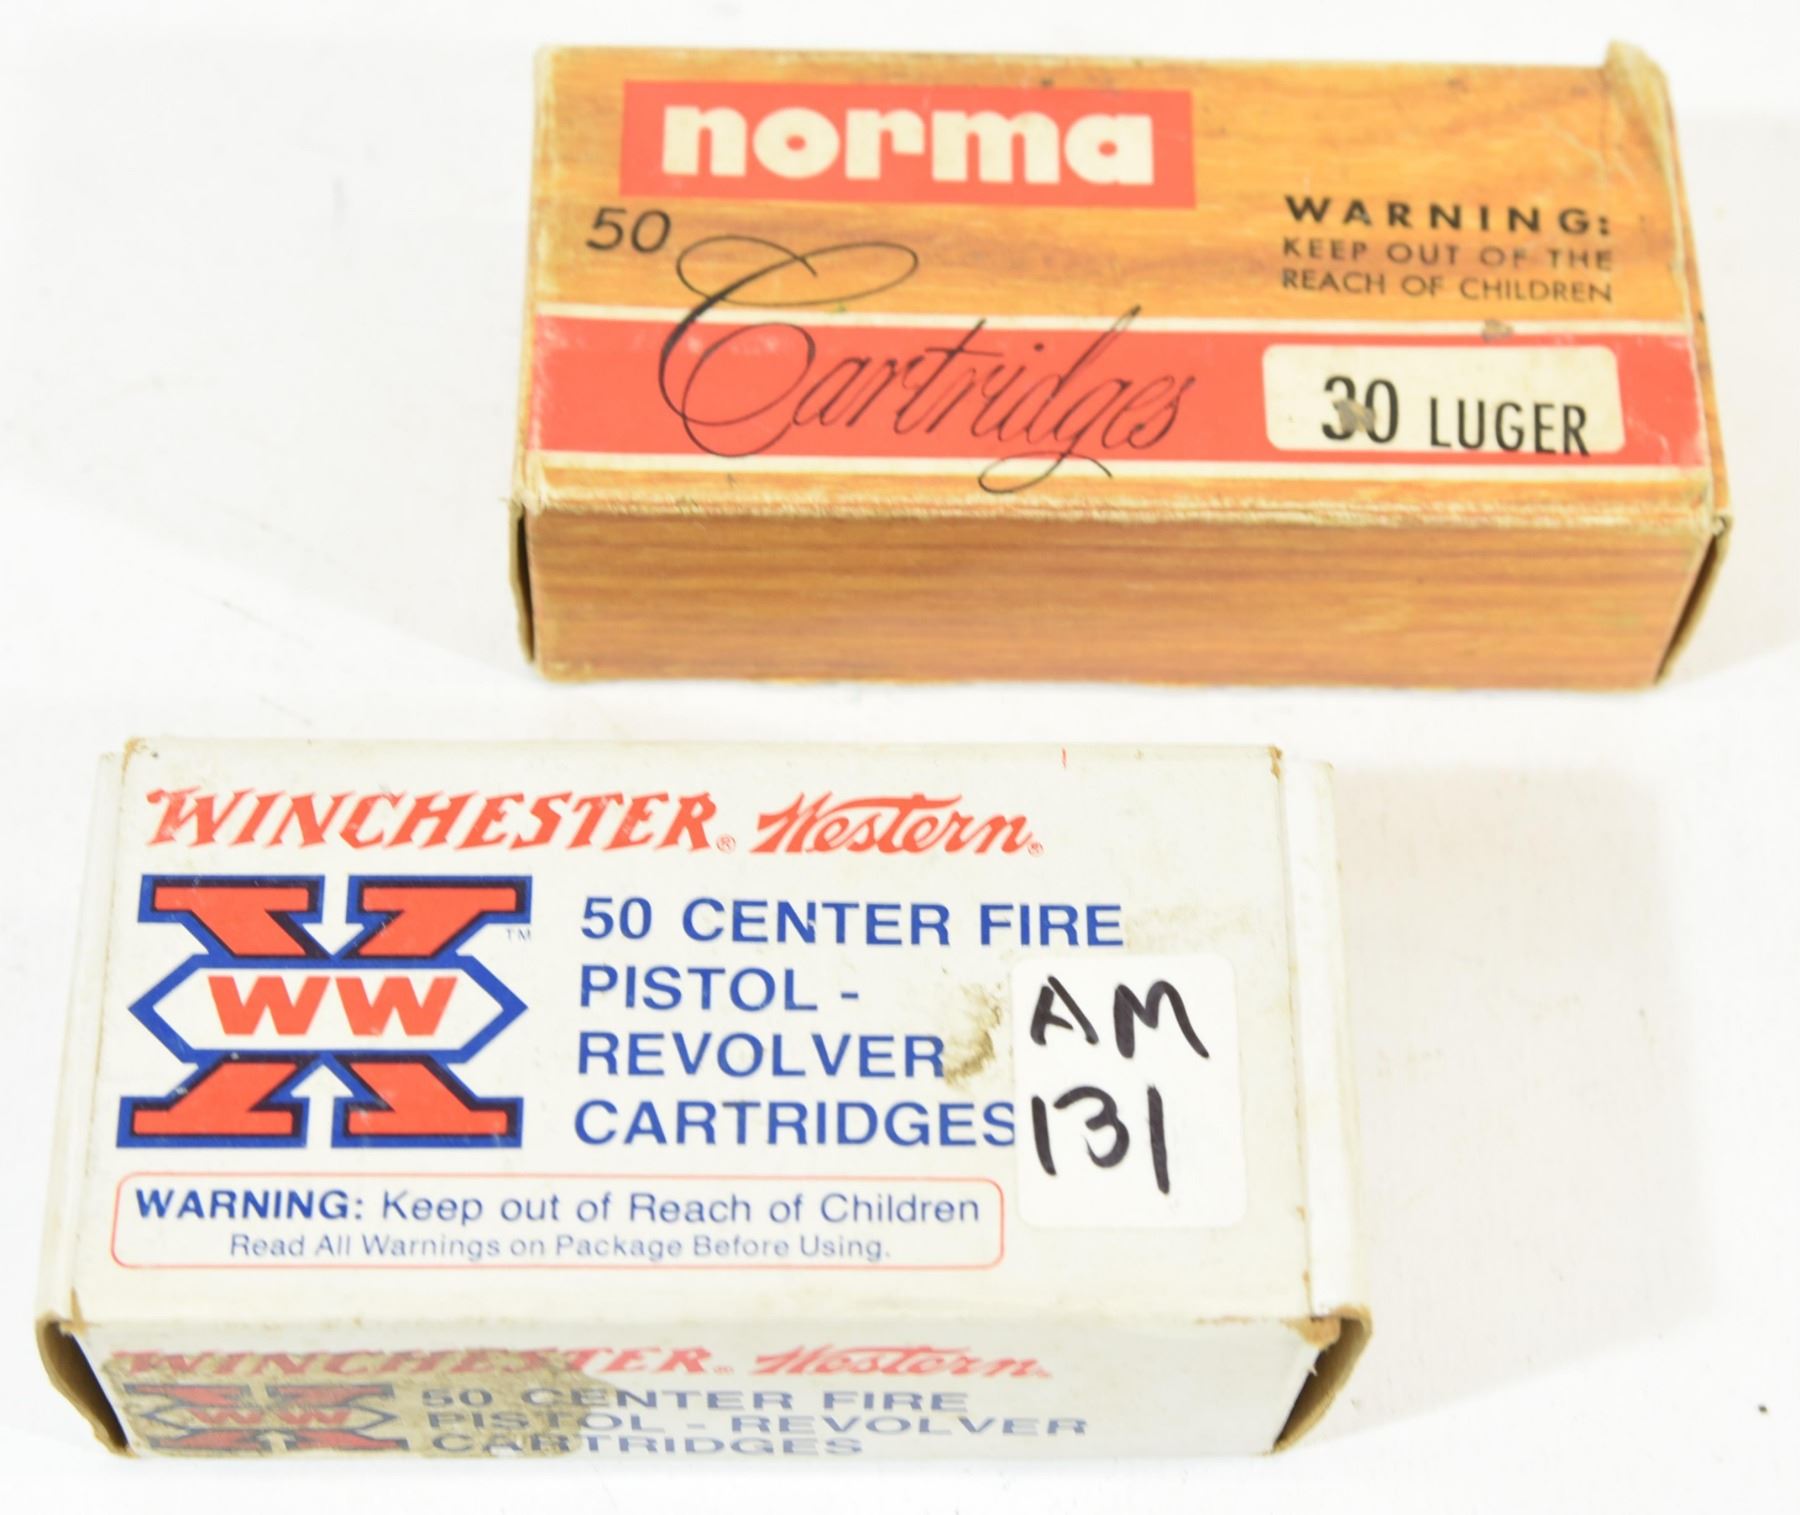 norma
50 Cartridges
WARNING:
KEEP OUT OF THE
REACH OF CHILDREN
30 LUGER
WINCHESTER® Western®
WW
TM
50 CENTER FIRE
PISTOL -
REVOLVER
CARTRIDGES
AM
131
WARNING: Keep out of Reach of Children
Read All Warnings on Package Before Using.
WINCHESTER® Western®
WW
50 CENTER FIRE
PISTOL - REVOLVER
CARTRIDGES